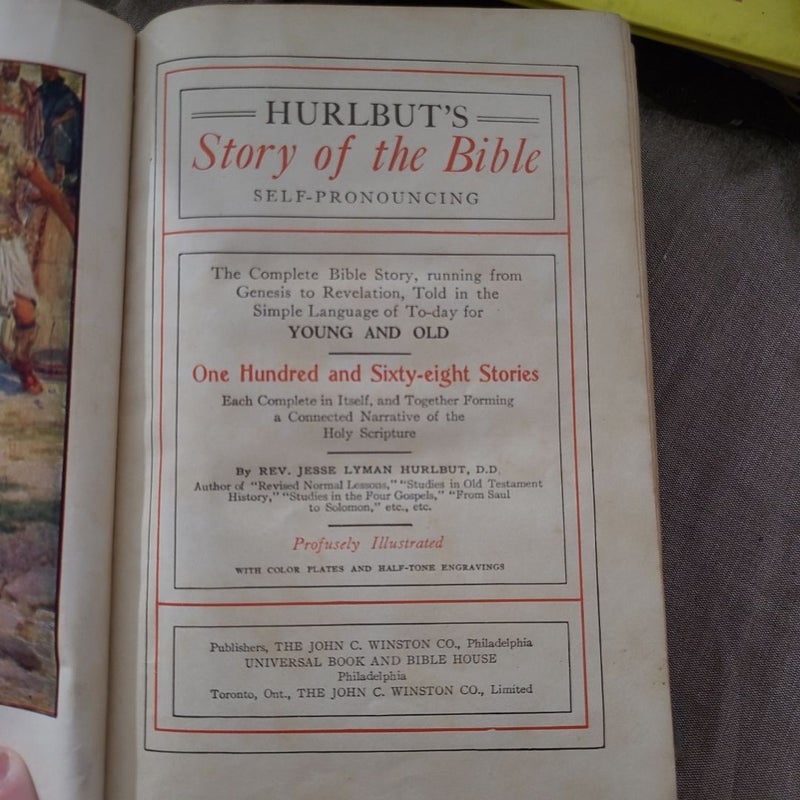 HURLBUT'S
Story of the Bible
SELF-PRONOUNCING
The Complete Bible Story, running from
Genesis to Revelation, Told in the
Simple Language of To-day for
YOUNG AND OLD
One Hundred and Sixty-eight Stories
Each Complete in Itself, and Together Forming
a Connected Narrative of the
Holy Scripture
By REV. JESSE LYMAN HURLBUT, D.D.
Author of "Revised Normal Lessons," "Studies in Old Testament
History," "Studies in the Four Gospels," "From Saul
to Solomon," etc., etc.
Profusely Illustrated
WITH COLOR PLATES AND HALF-TONE ENGRAVINGS
Publishers, THE JOHN C. WINSTON CO., Philadelphia
UNIVERSAL BOOK AND BIBLE HOUSE
Philadelphia
Toronto, Ont., THE JOHN C. WINSTON CO., Limited